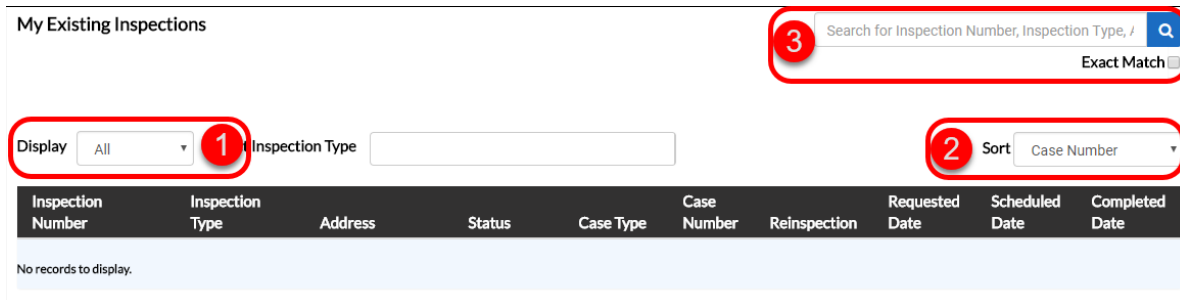 My Existing Inspections
Search for Inspection Number, Inspection Type, 
3
Exact Match
Display All 1 Inspection Type
2 Sort Case Number
Inspection Number
Inspection Type
Address
Status
Case Type
Case Number
Reinspection
Requested Date
Scheduled Date
Completed Date
No records to display.